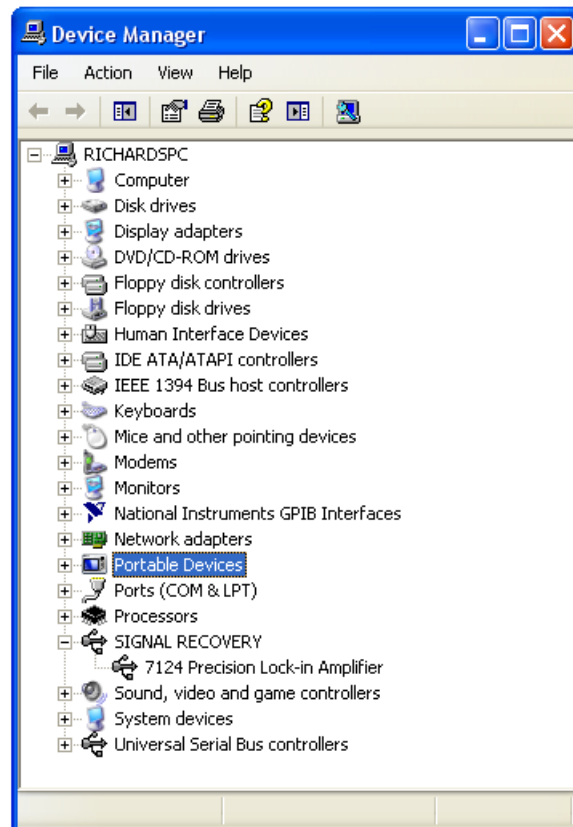 Device Manager
File Action View Help
RICHARDSPC
Computer
Disk drives
Display adapters
DVD/CD-ROM drives
Floppy disk controllers
Floppy disk drives
Human Interface Devices
IDE ATA/ATAPI controllers
IEEE 1394 Bus host controllers
Keyboards
Mice and other pointing devices
Modems
Monitors
National Instruments GPIB Interfaces
Network adapters
Portable Devices
Ports (COM & LPT)
Processors
SIGNAL RECOVERY
7124 Precision Lock-in Amplifier
Sound, video and game controllers
System devices
Universal Serial Bus controllers